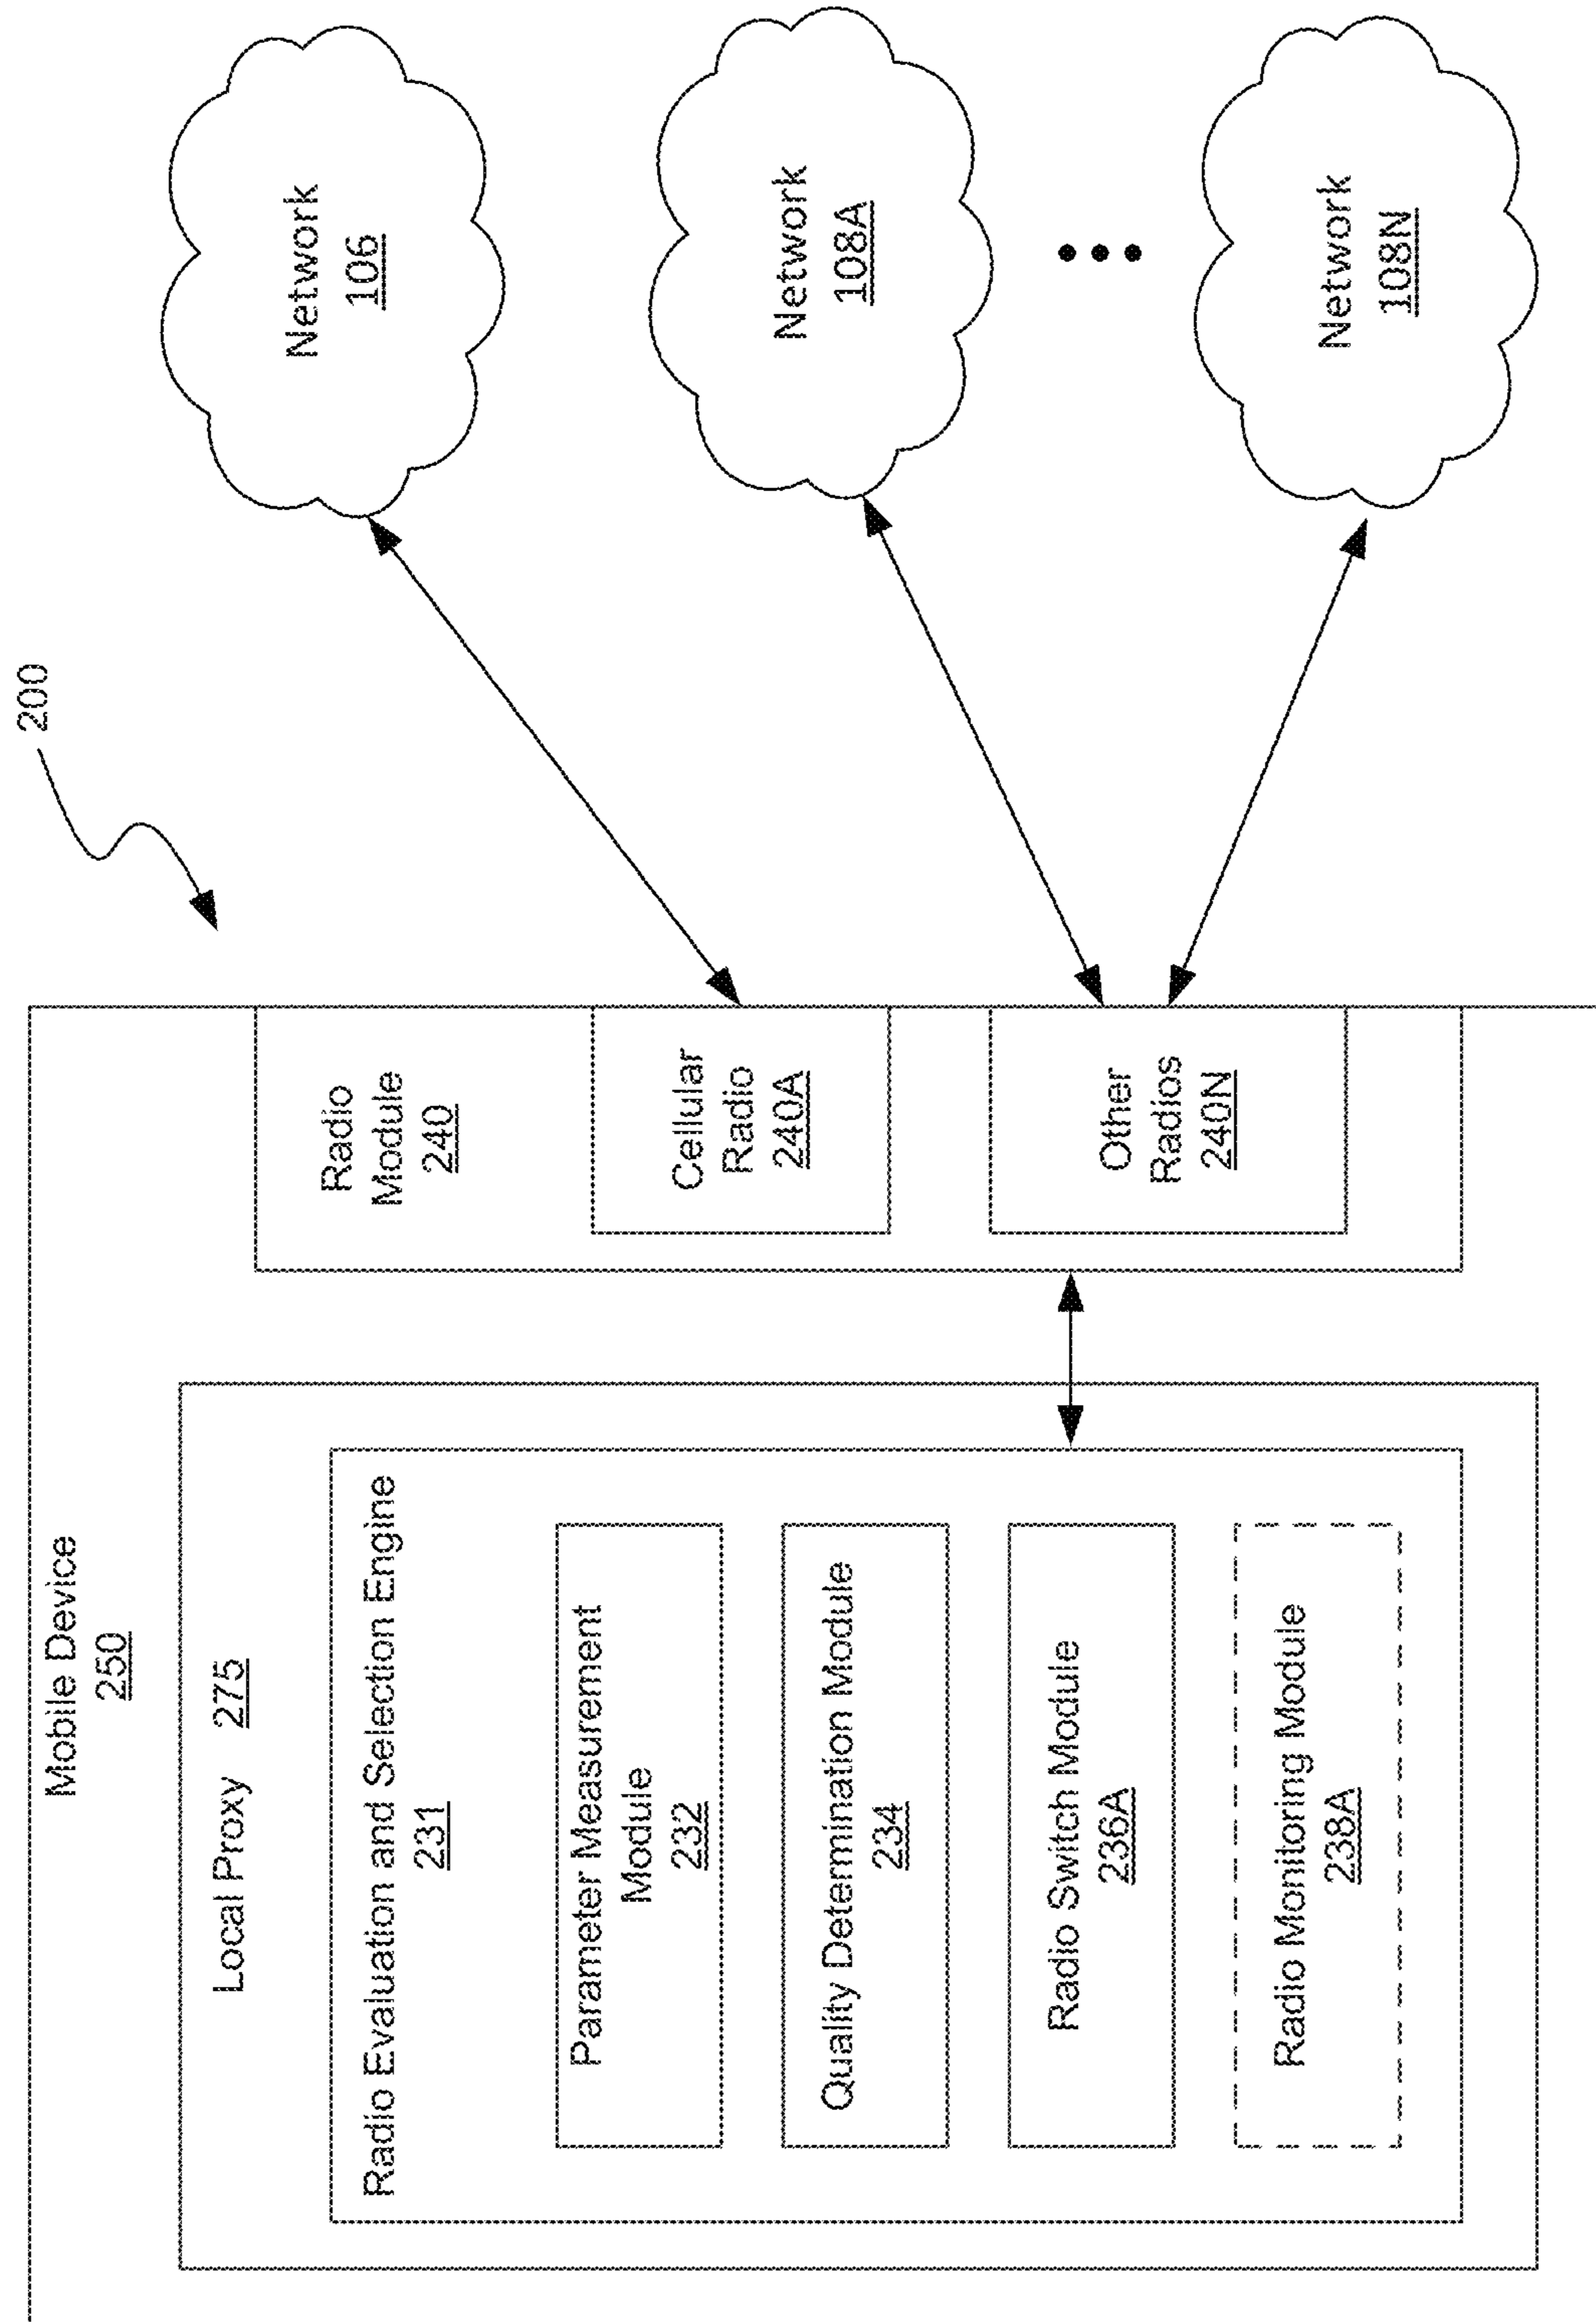 200
Mobile Device
250
Local Proxy 275
Radio Evaluation and Selection Engine
231
Parameter Measurement
Module
232
Quality Determination Module
234
Radio Switch Module
236A
Radio Monitoring Module
238A
Radio
Module
240
Cellular
Radio
240A
Other
Radios
240N
Network
106
Network
108A
Network
108N